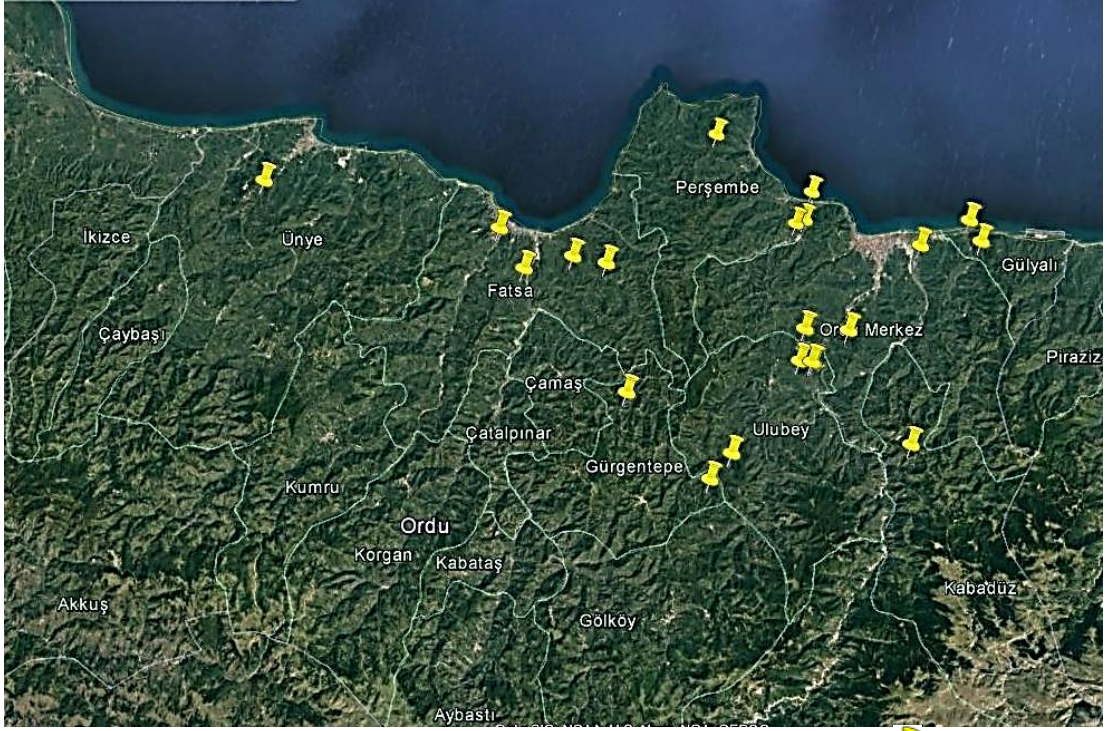 Perşembe
İkizce
Ünye
Gülyalı
Fatsa
Çaybaşı
Merkez
Piraziz
Çamaş
Çatalpınar
Ulubey
Gürgentepe
Kumru
Ordu
Korgan
Kabataş
Kabadüz
Akkuş
Gölköy
Aybastı